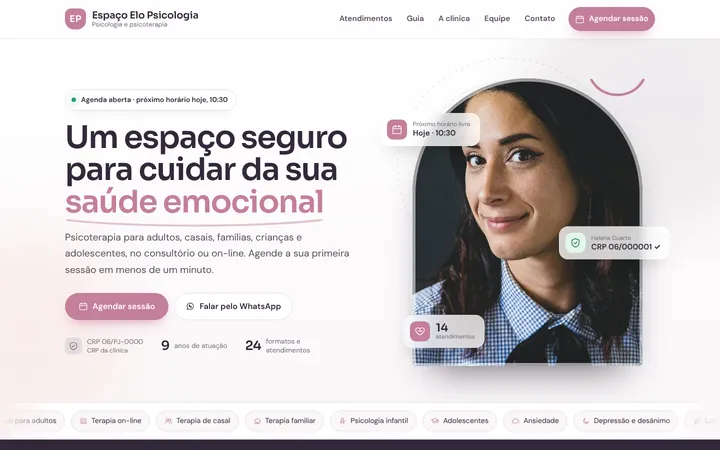 EP
Espaço Elo Psicologia
Psicologia e psicoterapia
Atendimentos
Guia
A clínica
Equipe
Contato
Agendar sessão
Agenda aberta · próximo horário hoje, 10:30
Um espaço seguro
para cuidar da sua
saúde emocional
Psicoterapia para adultos, casais, famílias, crianças e
adolescentes, no consultório ou on-line. Agende a sua primeira
sessão em menos de um minuto.
Agendar sessão
Falar pelo WhatsApp
CRP 06/PJ-0000
CRP da clínica
9 anos de atuação
24 formatos e
atendimentos
Próximo horário livre
Hoje · 10:30
Helena Duarte
CRP 06/000001 ✓
14
atendimentos
para adultos
Terapia on-line
Terapia de casal
Terapia familiar
Psicologia infantil
Adolescentes
Ansiedade
Depressão e desânimo